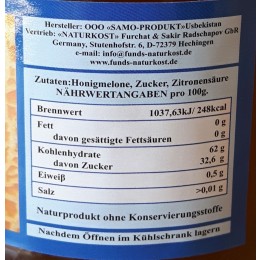 Hersteller: OOO «SAMO-PRODUKT»Usbekistan
Vertrieb: «NATURKOST» Furchat & Sakir Radschapov GbR
Germany, Stutenhofstr. 6, D-72379 Hechingen
e-mail: info@funds-naturkost.de
www.funds-naturkost.de
Zutaten:Honigmelone, Zucker, Zitronensäure
NÄHRWERTANGABEN pro 100g.
Brennwert 1037,63kJ/ 248kcal
Fett 0 g
davon gesättigte Fettsäuren 0 g
Kohlenhydrate 62 g
davon Zucker 32,6 g
Eiweiß 0,5 g
Salz >0,01 g
Naturprodukt ohne Konservierungsstoffe
Nachdem Öffnen im Kühlschrank lagern